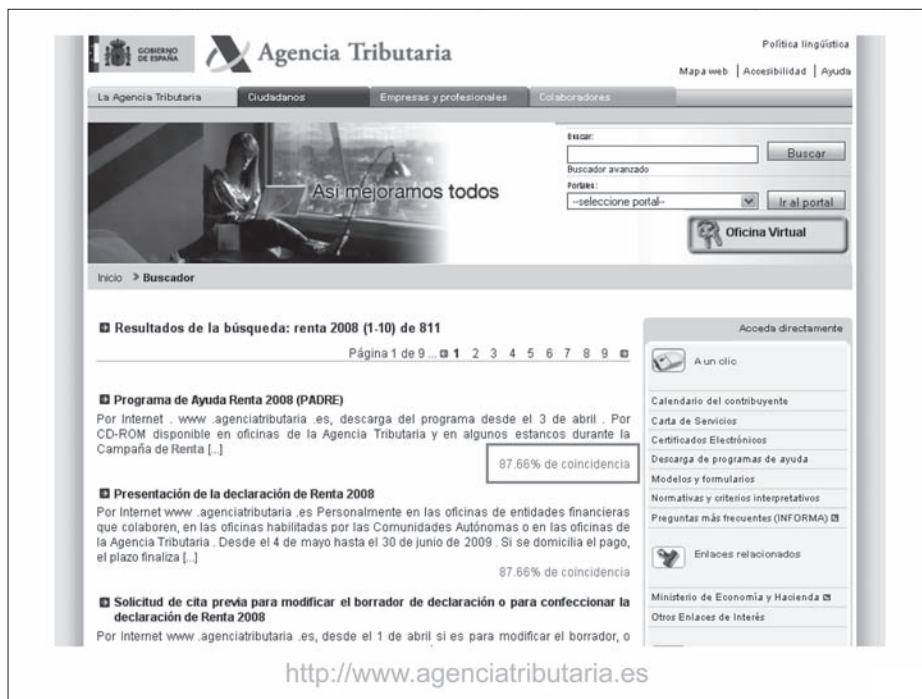 GOBIERNO
DE ESPAÑA
Agencia Tributaria
Política lingüística
Mapa web | Accesibilidad | Ayuda
La Agencia Tributaria
Ciudadanos
Empresas y profesionales
Colaboradores
Así mejoramos todos
Buscar:
Buscar
Buscador avanzado
Portales:
--seleccione portal--
Ir al portal
Oficina Virtual
Inicio > Buscador
Resultados de la búsqueda: renta 2008 (1-10) de 811
Página 1 de 9 ... 1 2 3 4 5 6 7 8 9
Programa de Ayuda Renta 2008 (PADRE)
Por Internet . www .agenciatributaria .es, descarga del programa desde el 3 de abril . Por
CD-ROM disponible en oficinas de la Agencia Tributaria y en algunos estancos durante la
Campaña de Renta [...]
87.66% de coincidencia
Presentación de la declaración de Renta 2008
Por Internet www .agenciatributaria .es Personalmente en las oficinas de entidades financieras
que colaboren, en las oficinas habilitadas por las Comunidades Autónomas o en las oficinas de
la Agencia Tributaria . Desde el 4 de mayo hasta el 30 de junio de 2009 . Si se domicilia el pago,
el plazo finaliza [...]
87.66% de coincidencia
Solicitud de cita previa para modificar el borrador de declaración o para confeccionar la
declaración de Renta 2008
Por Internet www .agenciatributaria .es, desde el 1 de abril si es para modificar el borrador, o
Acceda directamente
A un clic
Calendario del contribuyente
Carta de Servicios
Certificados Electrónicos
Descarga de programas de ayuda
Modelos y formularios
Normativas y criterios interpretativos
Preguntas más frecuentes (INFORMA)
Enlaces relacionados
Ministerio de Economía y Hacienda
Otros Enlaces de Interés
http://www.agenciatributaria.es